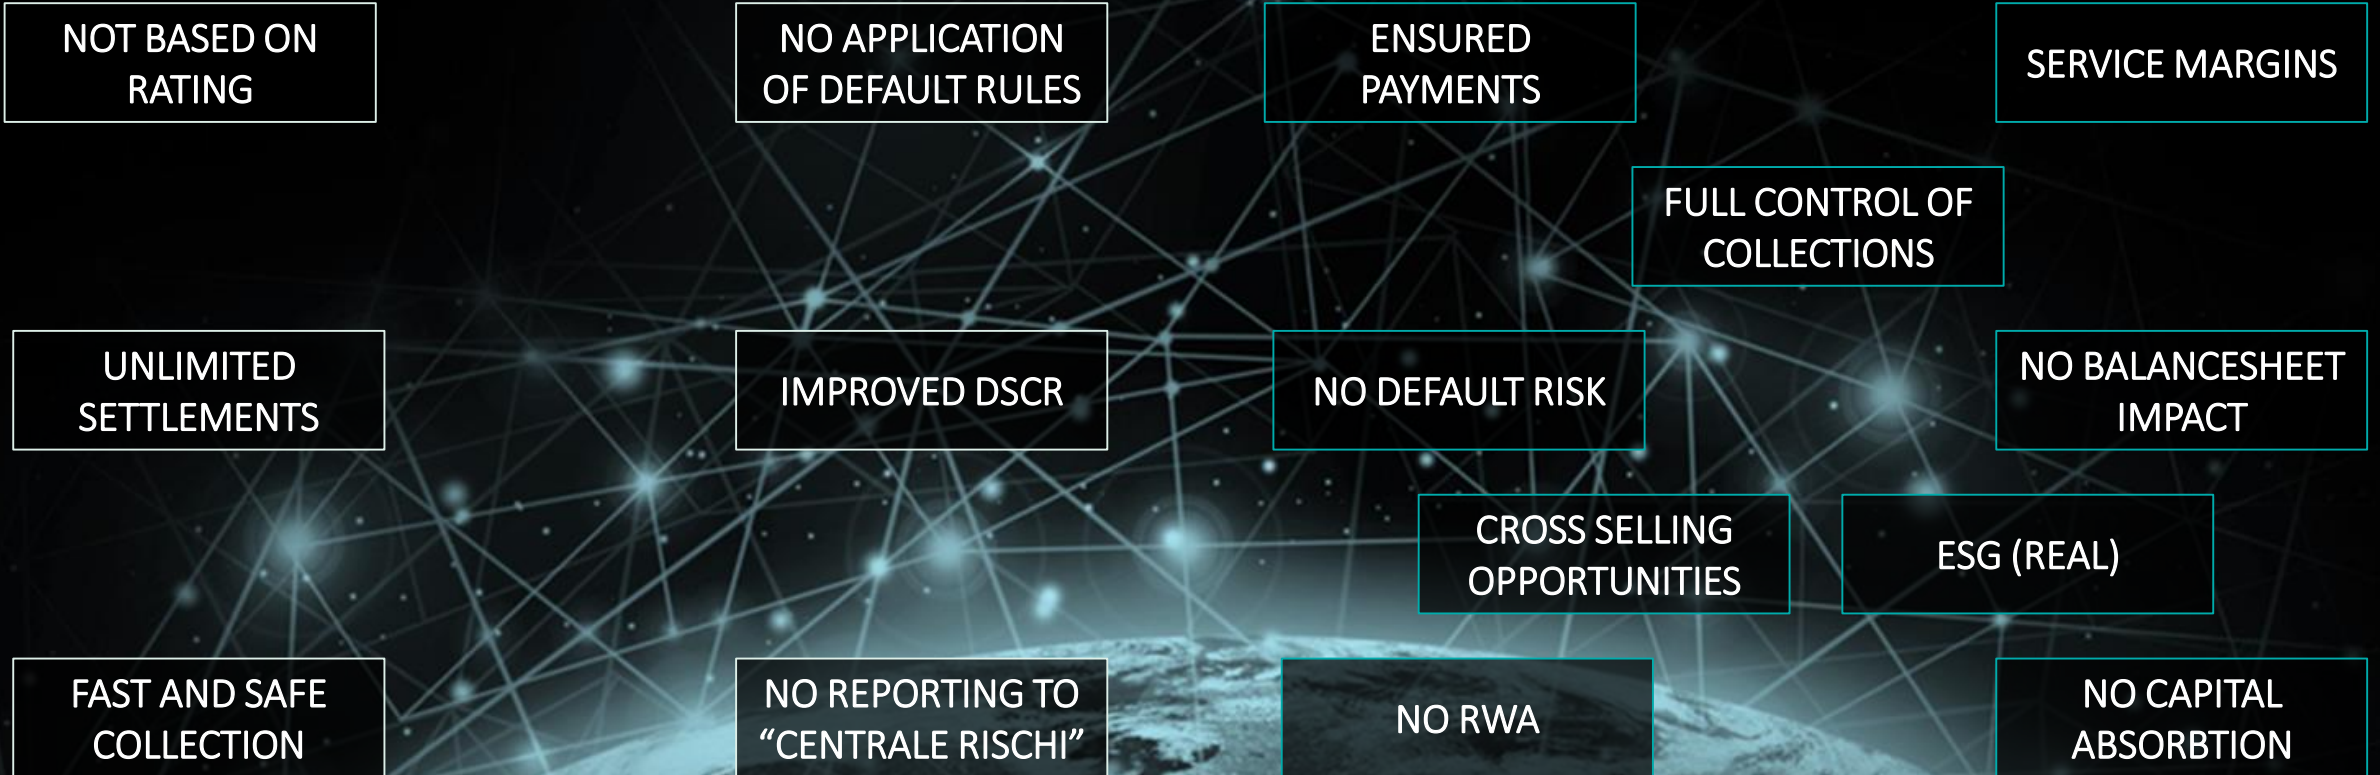 NOT BASED ON
RATING
NO APPLICATION
OF DEFAULT RULES
ENSURED
PAYMENTS
SERVICE MARGINS
FULL CONTROL OF
COLLECTIONS
UNLIMITED
SETTLEMENTS
IMPROVED DSCR
NO DEFAULT RISK
NO BALANCESHEET
IMPACT
CROSS SELLING
OPPORTUNITIES
ESG (REAL)
FAST AND SAFE
COLLECTION
NO REPORTING TO
“CENTRALE RISCHI”
NO RWA
NO CAPITAL
ABSORBTION